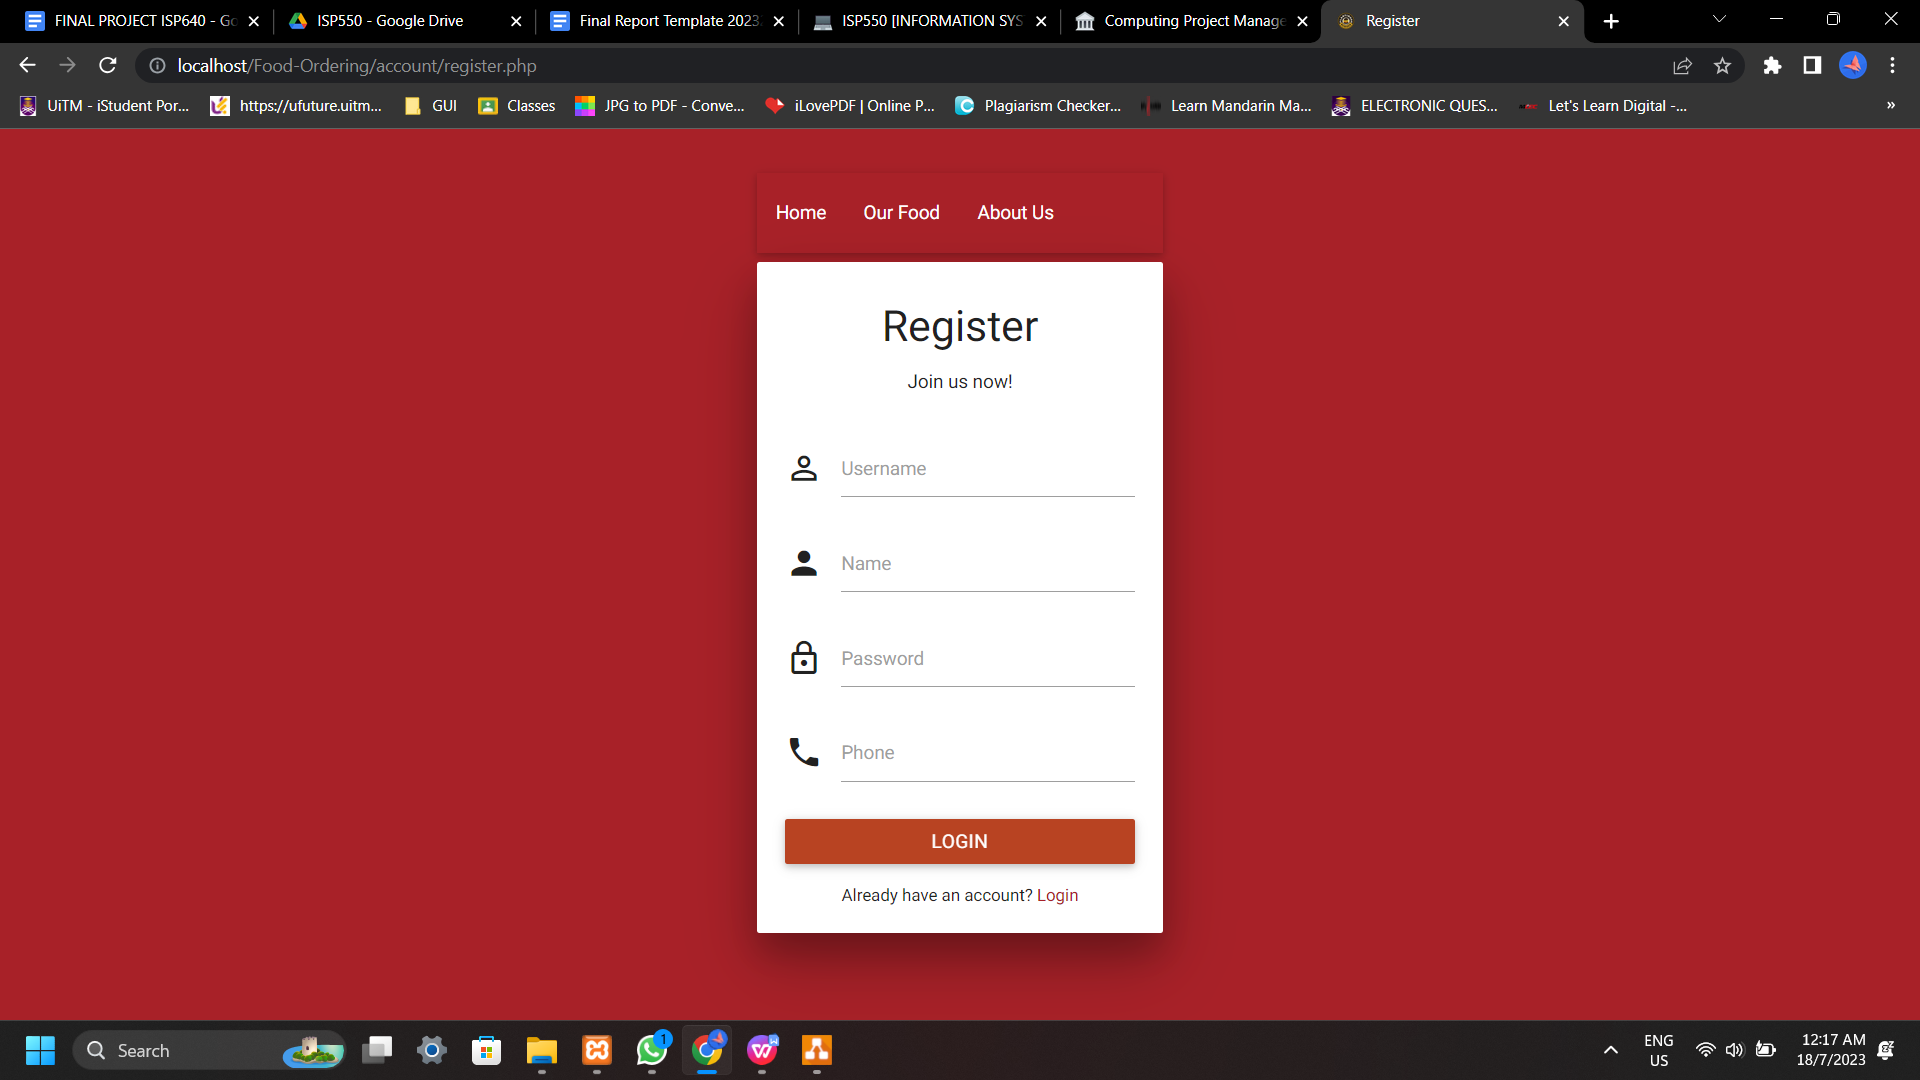 FINAL PROJECT ISP640 - Go
ISP550 - Google Drive
Final Report Template 2023
ISP550 [INFORMATION SYS
Computing Project Manage
Register
localhost/Food-Ordering/account/register.php
UiTM - iStudent Por...
https://ufuture.uitm...
GUI
Classes
JPG to PDF - Conve...
iLovePDF | Online P...
Plagiarism Checker...
Learn Mandarin Ma...
ELECTRONIC QUES...
Let's Learn Digital -...
»
Home
Our Food
About Us
Register
Join us now!
Username
Name
Password
Phone
LOGIN
Already have an account? Login
Search
1
ENG
US
12:17 AM
18/7/2023